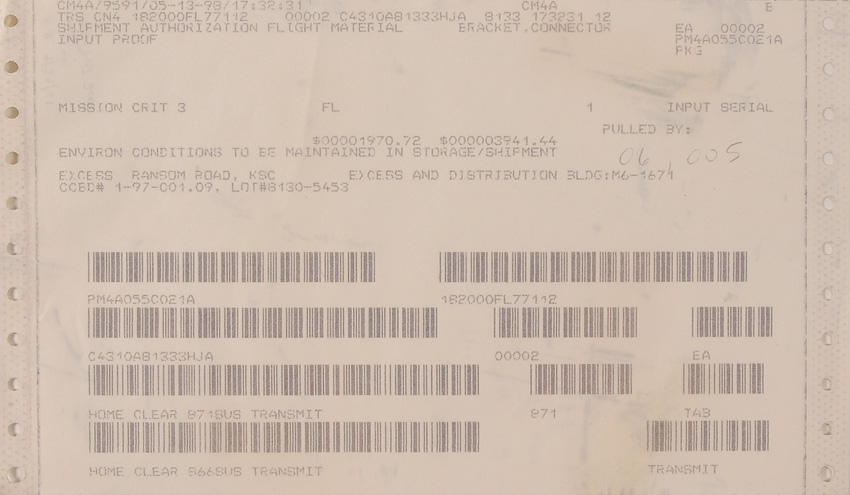 CM4A/9591/05-13-98/17:32:31 CM4A E
TRS CN4 182000FL77112 00002 C4310A81333HJA 8133 173231 12
SHIPMENT AUTHORIZATION FLIGHT MATERIAL BRACKET,CONNECTOR EA 00002
INPUT PROOF PM4A055C021A
PKG
MISSION CRIT 3 FL 1 INPUT SERIAL
PULLED BY:
$00001970.72 $000003941.44
ENVIRON CONDITIONS TO BE MAINTAINED IN STORAGE/SHIPMENT 06,005
EXCESS RANSOM ROAD, KSC EXCESS AND DISTRIBUTION BLDG:M6-1671
CCBD# 1-97-001.09. LOT#8130-5453
PM4A055C021A 182000FL77112
C4310A81333HJA 00002 EA
HOME CLEAR 871SUS TRANSMIT 871 TAB
HOME CLEAR 866SUS TRANSMIT TRANSMIT